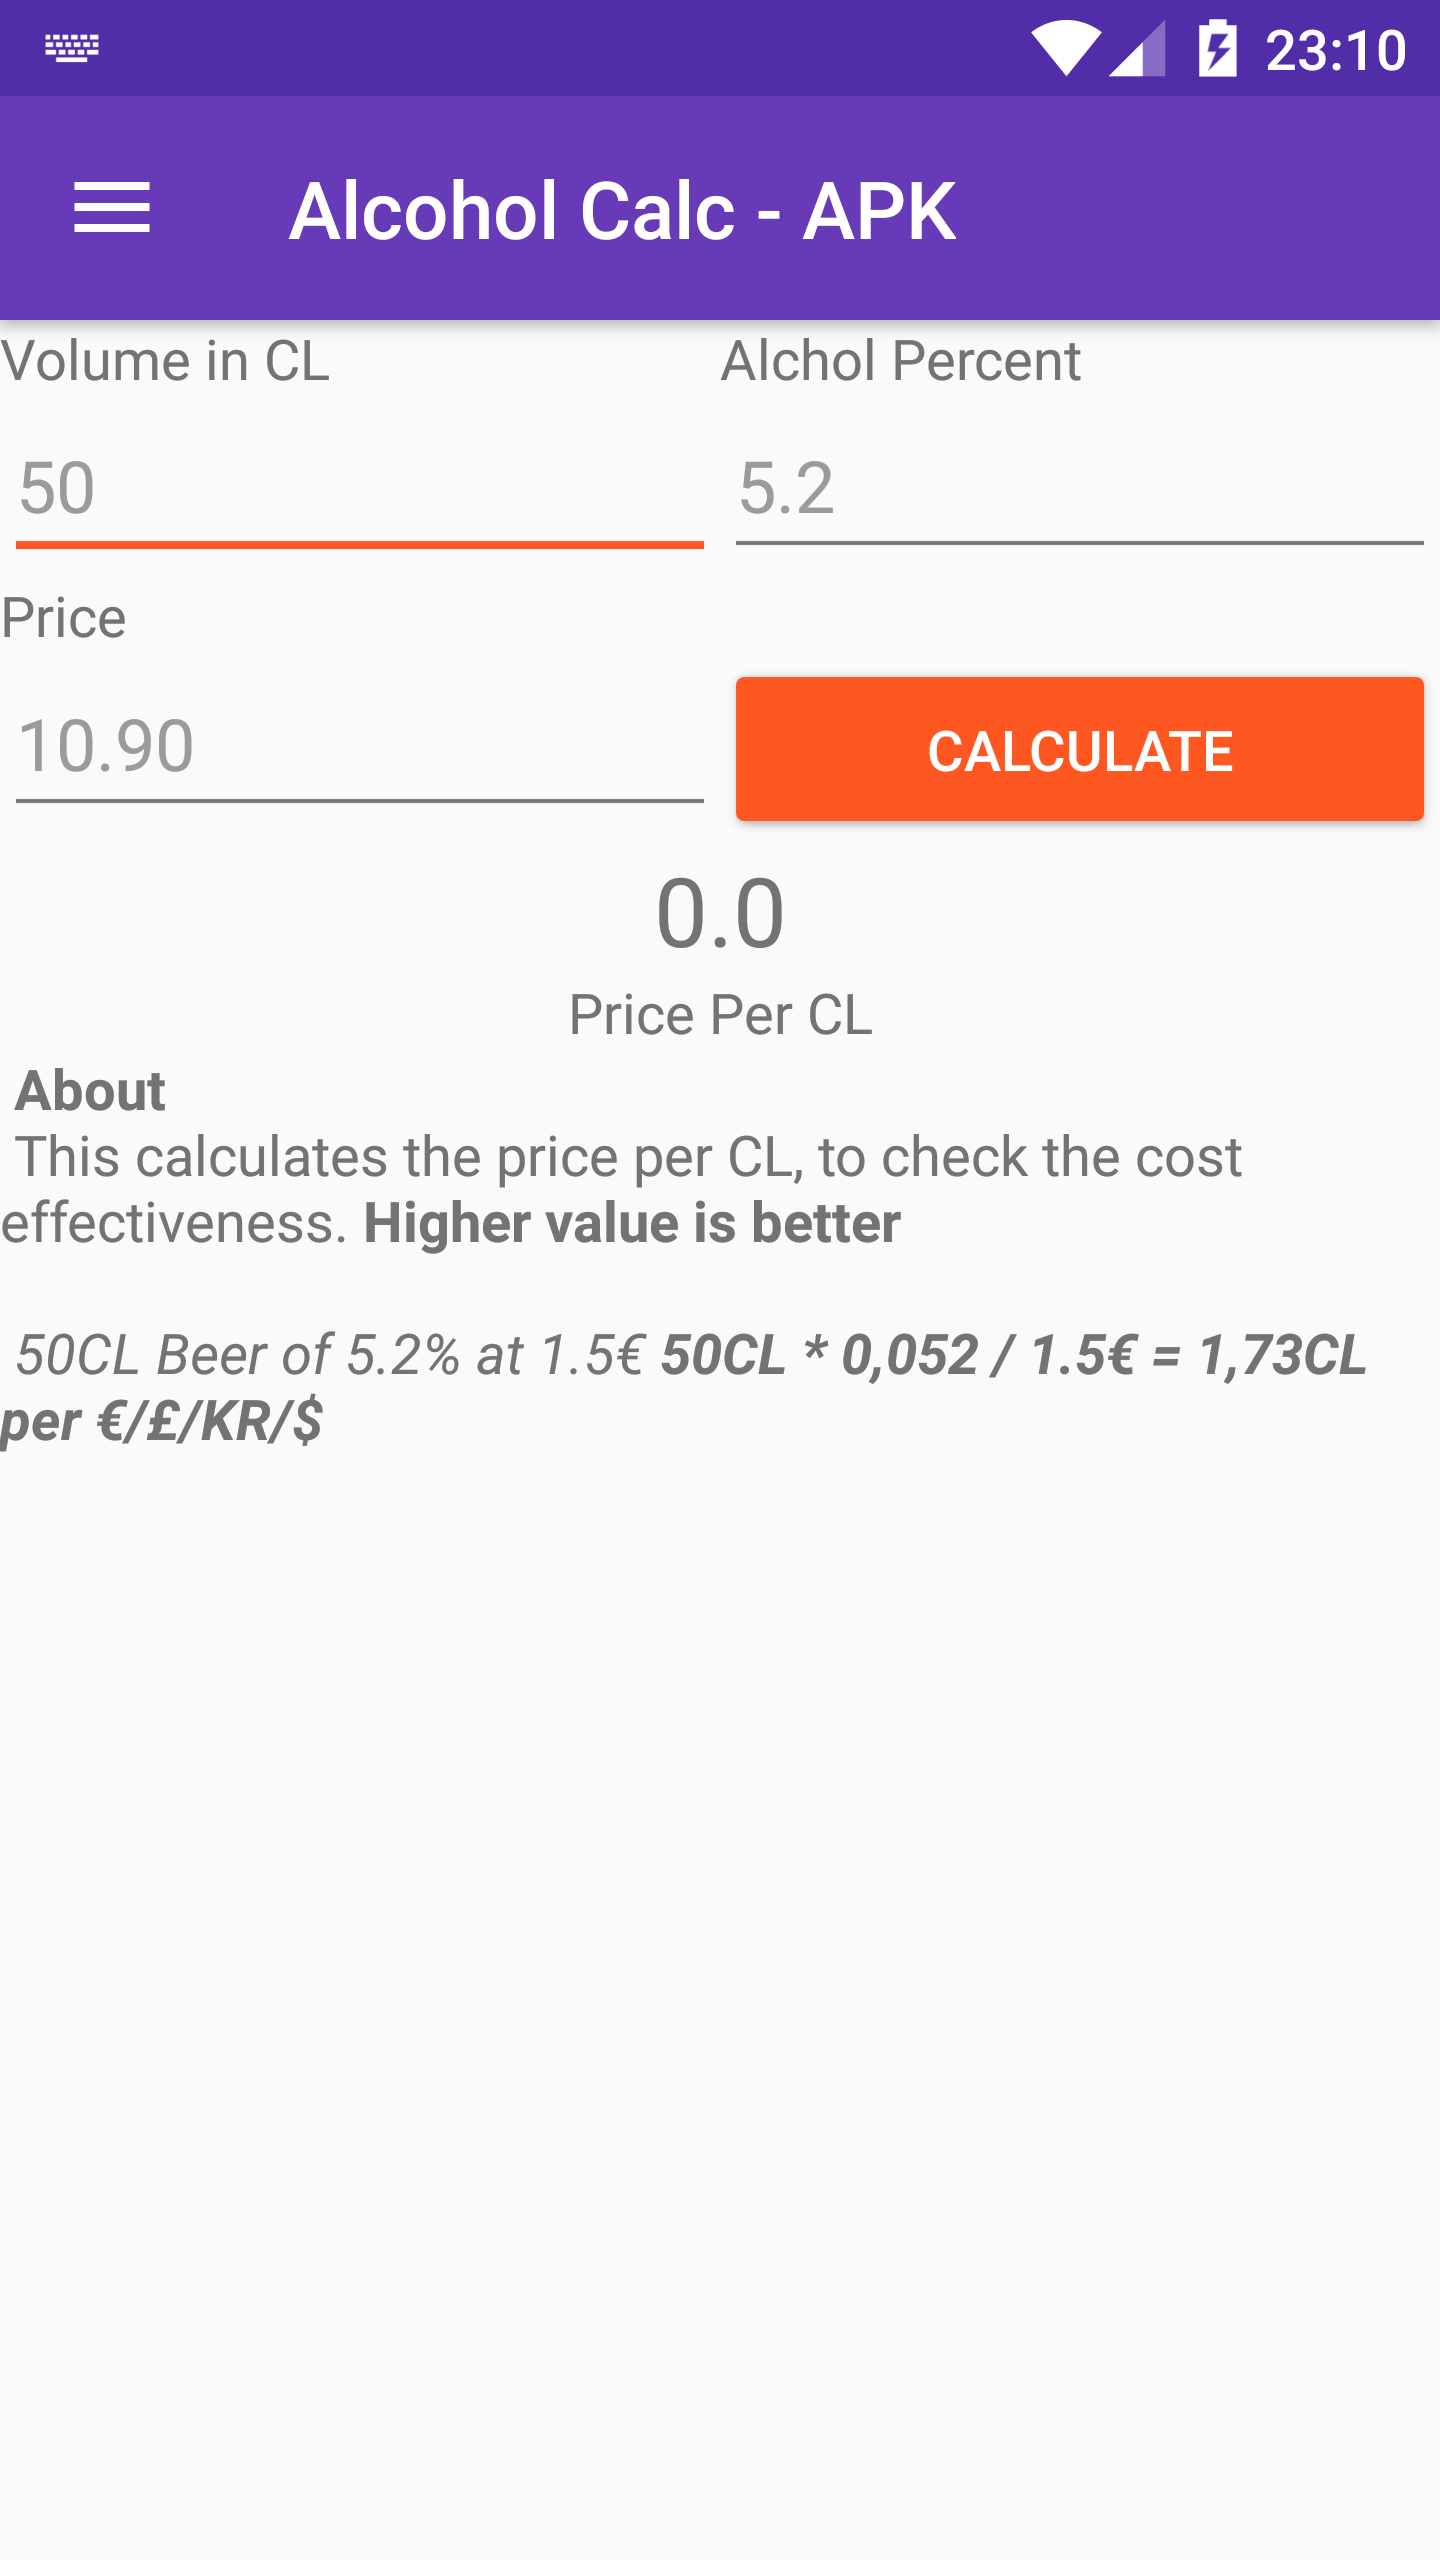 23:10
Alcohol Calc - APK
Volume in CL
Alchol Percent
50
5.2
Price
10.90
CALCULATE
0.0
Price Per CL
About
This calculates the price per CL, to check the cost
effectiveness. Higher value is better
50CL Beer of 5.2% at 1.5€ 50CL * 0,052 / 1.5€ = 1,73CL
per €/£/KR/$